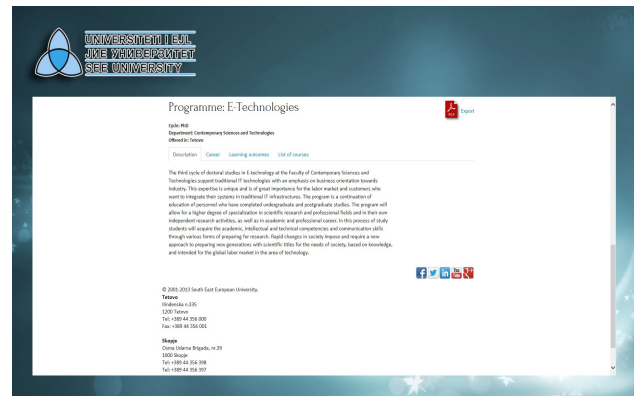 UNIVERSITETI I EJL
ЈИЕ УНИВЕРЗИТЕТ
SEE UNIVERSITY
Programme: E-Technologies
Export
Cycle: PhD
Department: Contemporary Sciences and Technologies
Offered in: Tetovo
Description Career Learning outcomes List of courses
The third cycle of doctoral studies in E-technology at the Faculty of Contemporary Sciences and
Technologies support traditional IT technologies with an emphasis on business orientation towards
industry. This expertise is unique and is of great importance for the labor market and customers who
want to integrate their systems in traditional IT infrastructures. The program is a continuation of
education of personnel who have completed undergraduate and postgraduate studies. The program will
allow for a higher degree of specialization in scientific research and professional fields and in their own
independent research activities, as well as in academic and professional career. In this process of study
students will acquire the academic, intellectual and technical competencies and communication skills
through various forms of preparing for research. Rapid changes in society impose and require a new
approach to preparing new generations with scientific titles for the needs of society, based on knowledge,
and intended for the global labor market in the area of technology.
© 2001-2013 South East European University.
Tetovo
Ilindenska n.335
1200 Tetovo
Tel: +389 44 356 000
Fax: +389 44 356 001
Skopje
Osma Udarna Brigada, nr.39
1000 Skopje
Tel: +389 44 356 398
Tel: +389 44 356 397